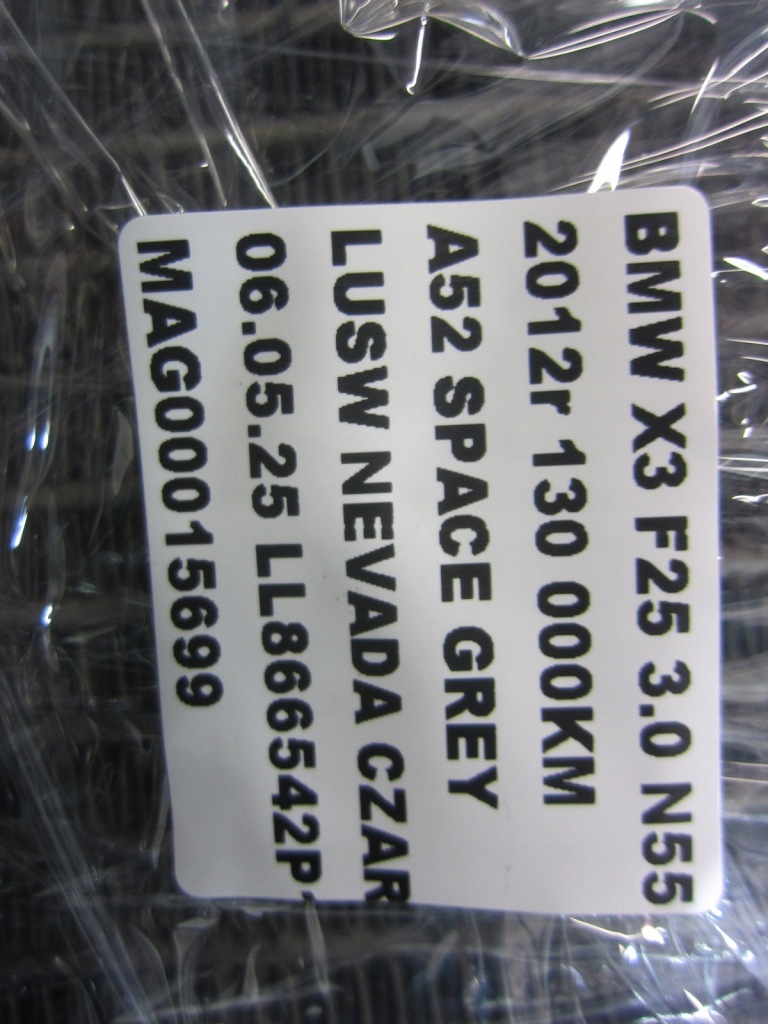 BMW X3 F25 3.0 N55
2012r 130 000KM
A52 SPACE GREY
LUSW NEVADA CZAR
06.05.25 LL866542P-
MAG00015699